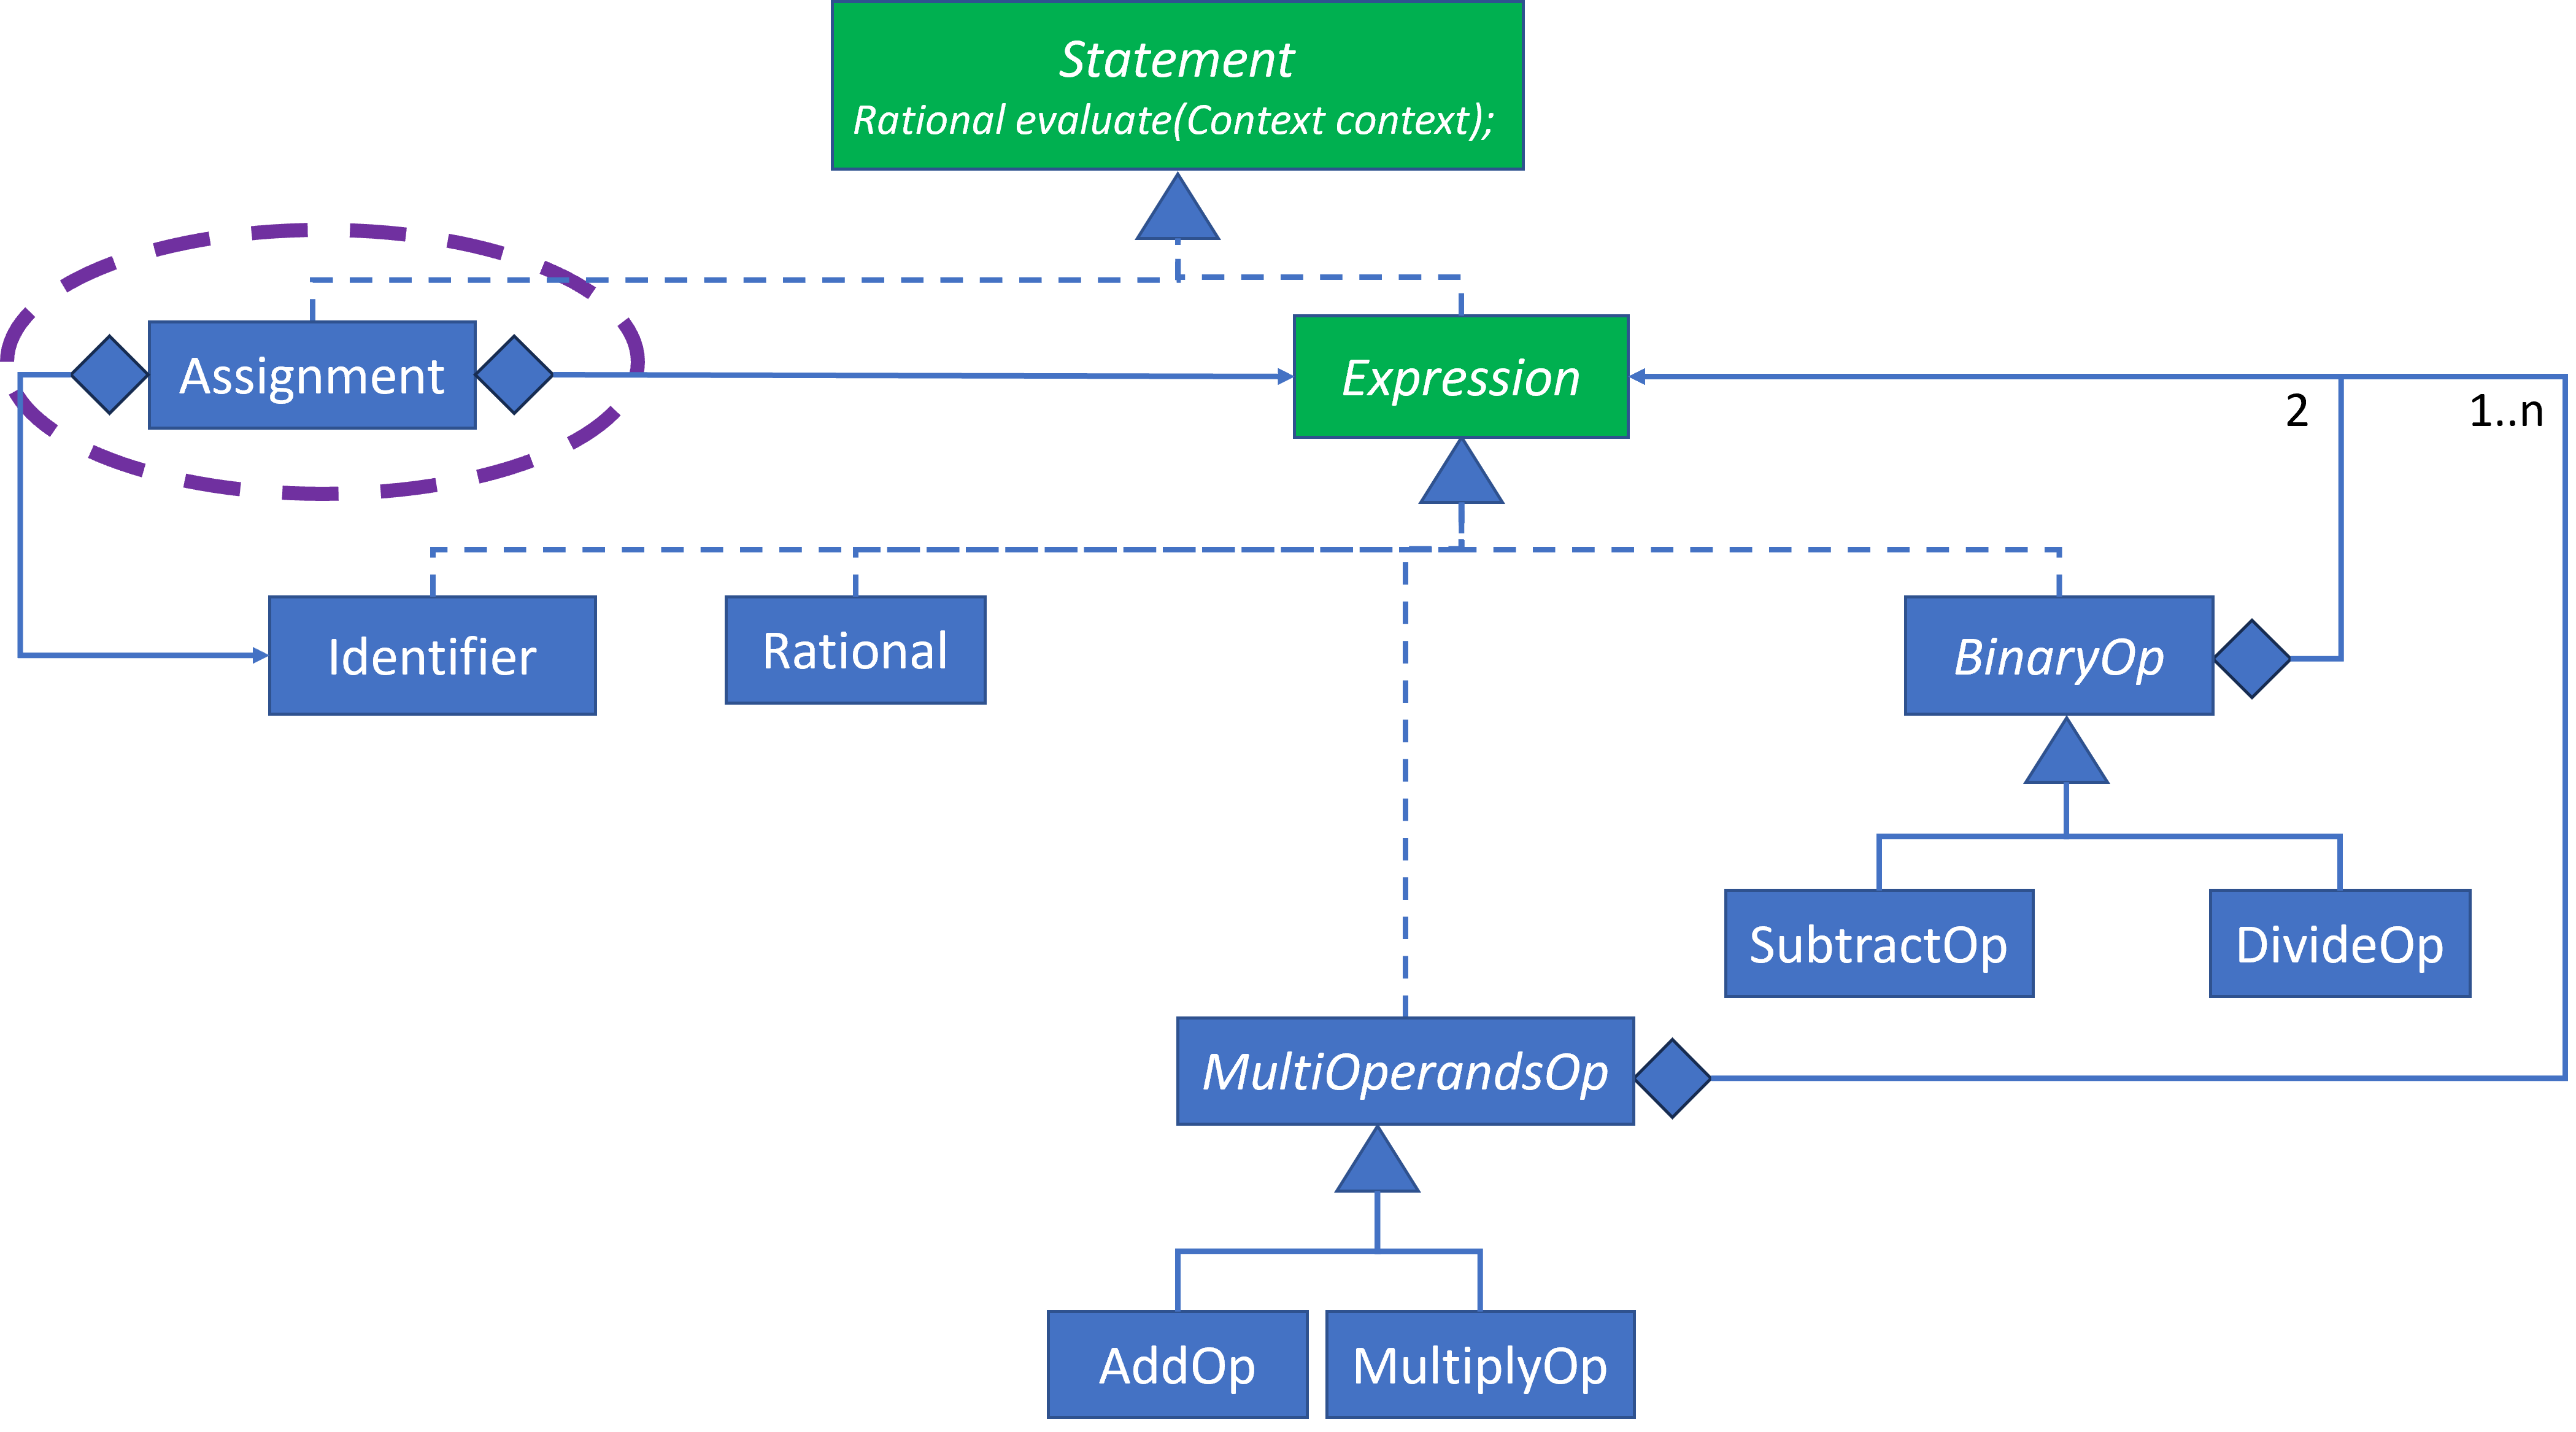 Statement
Rational evaluate(Context context);
Assignment
Expression
2
1..n
Identifier
Rational
BinaryOp
SubtractOp
DivideOp
MultiOperandsOp
AddOp
MultiplyOp